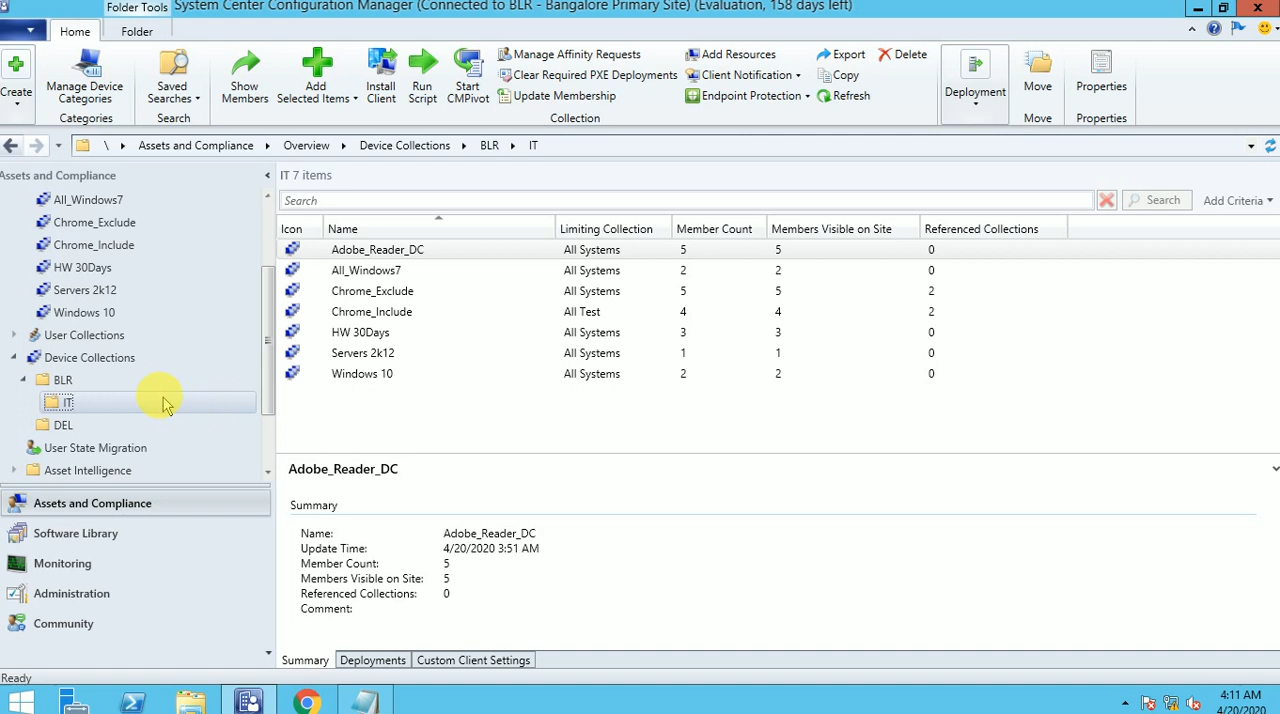 Folder Tools
System Center Configuration Manager (Connected to BLR - Bangalore Primary Site) (Evaluation, 158 days left)
Home
Folder
Create
Manage Device Categories
Categories
Saved Searches
Search
Show Members
Add Selected Items
Install Client
Run Script
Start CMPivot
Manage Affinity Requests
Clear Required PXE Deployments
Update Membership
Add Resources
Client Notification
Endpoint Protection
Export
Copy
Refresh
Delete
Collection
Deployment
Move
Move
Properties
Properties
\ Assets and Compliance Overview Device Collections BLR IT
Assets and Compliance
All_Windows7
Chrome_Exclude
Chrome_Include
HW 30Days
Servers 2k12
Windows 10
User Collections
Device Collections
BLR
IT
DEL
User State Migration
Asset Intelligence
Assets and Compliance
Software Library
Monitoring
Administration
Community
IT 7 items
Search
Search
Add Criteria
Icon Name Limiting Collection Member Count Members Visible on Site Referenced Collections
Adobe_Reader_DC All Systems 5 5 0
All_Windows7 All Systems 2 2 0
Chrome_Exclude All Systems 5 5 2
Chrome_Include All Test 4 4 2
HW 30Days All Systems 3 3 0
Servers 2k12 All Systems 1 1 0
Windows 10 All Systems 2 2 0
Adobe_Reader_DC
Summary
Name: Adobe_Reader_DC
Update Time: 4/20/2020 3:51 AM
Member Count: 5
Members Visible on Site: 5
Referenced Collections: 0
Comment:
Summary Deployments Custom Client Settings
Ready
4:11 AM
4/20/2020